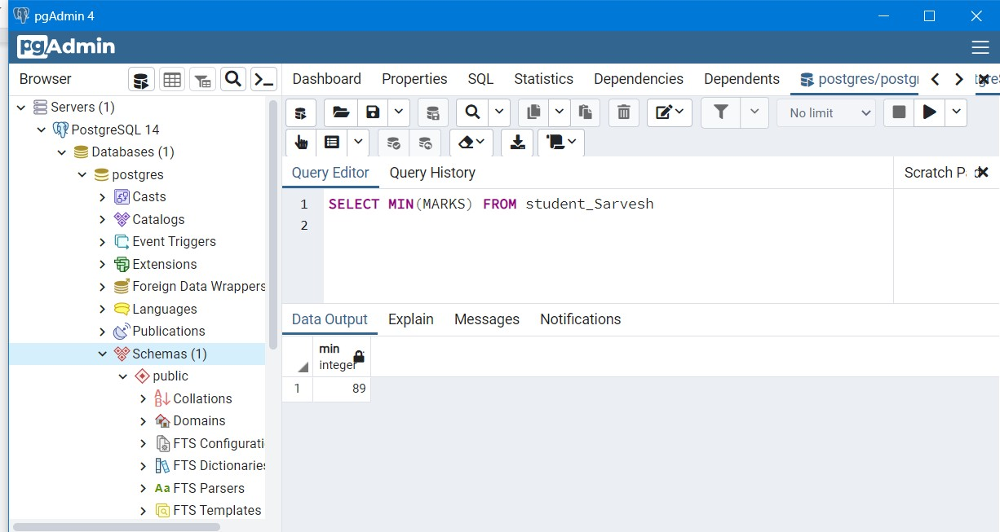 pgAdmin 4
pgAdmin
Browser
Dashboard Properties SQL Statistics Dependencies Dependents postgres/postgr
Servers (1)
PostgreSQL 14
Databases (1)
postgres
Casts
Catalogs
Event Triggers
Extensions
Foreign Data Wrappers
Languages
Publications
Schemas (1)
public
Collations
Domains
FTS Configurati
FTS Dictionaries
Aa FTS Parsers
FTS Templates
No limit
Query Editor Query History
Scratch P
1 SELECT MIN(MARKS) FROM student_Sarvesh
2
Data Output Explain Messages Notifications
min
integer
1 89